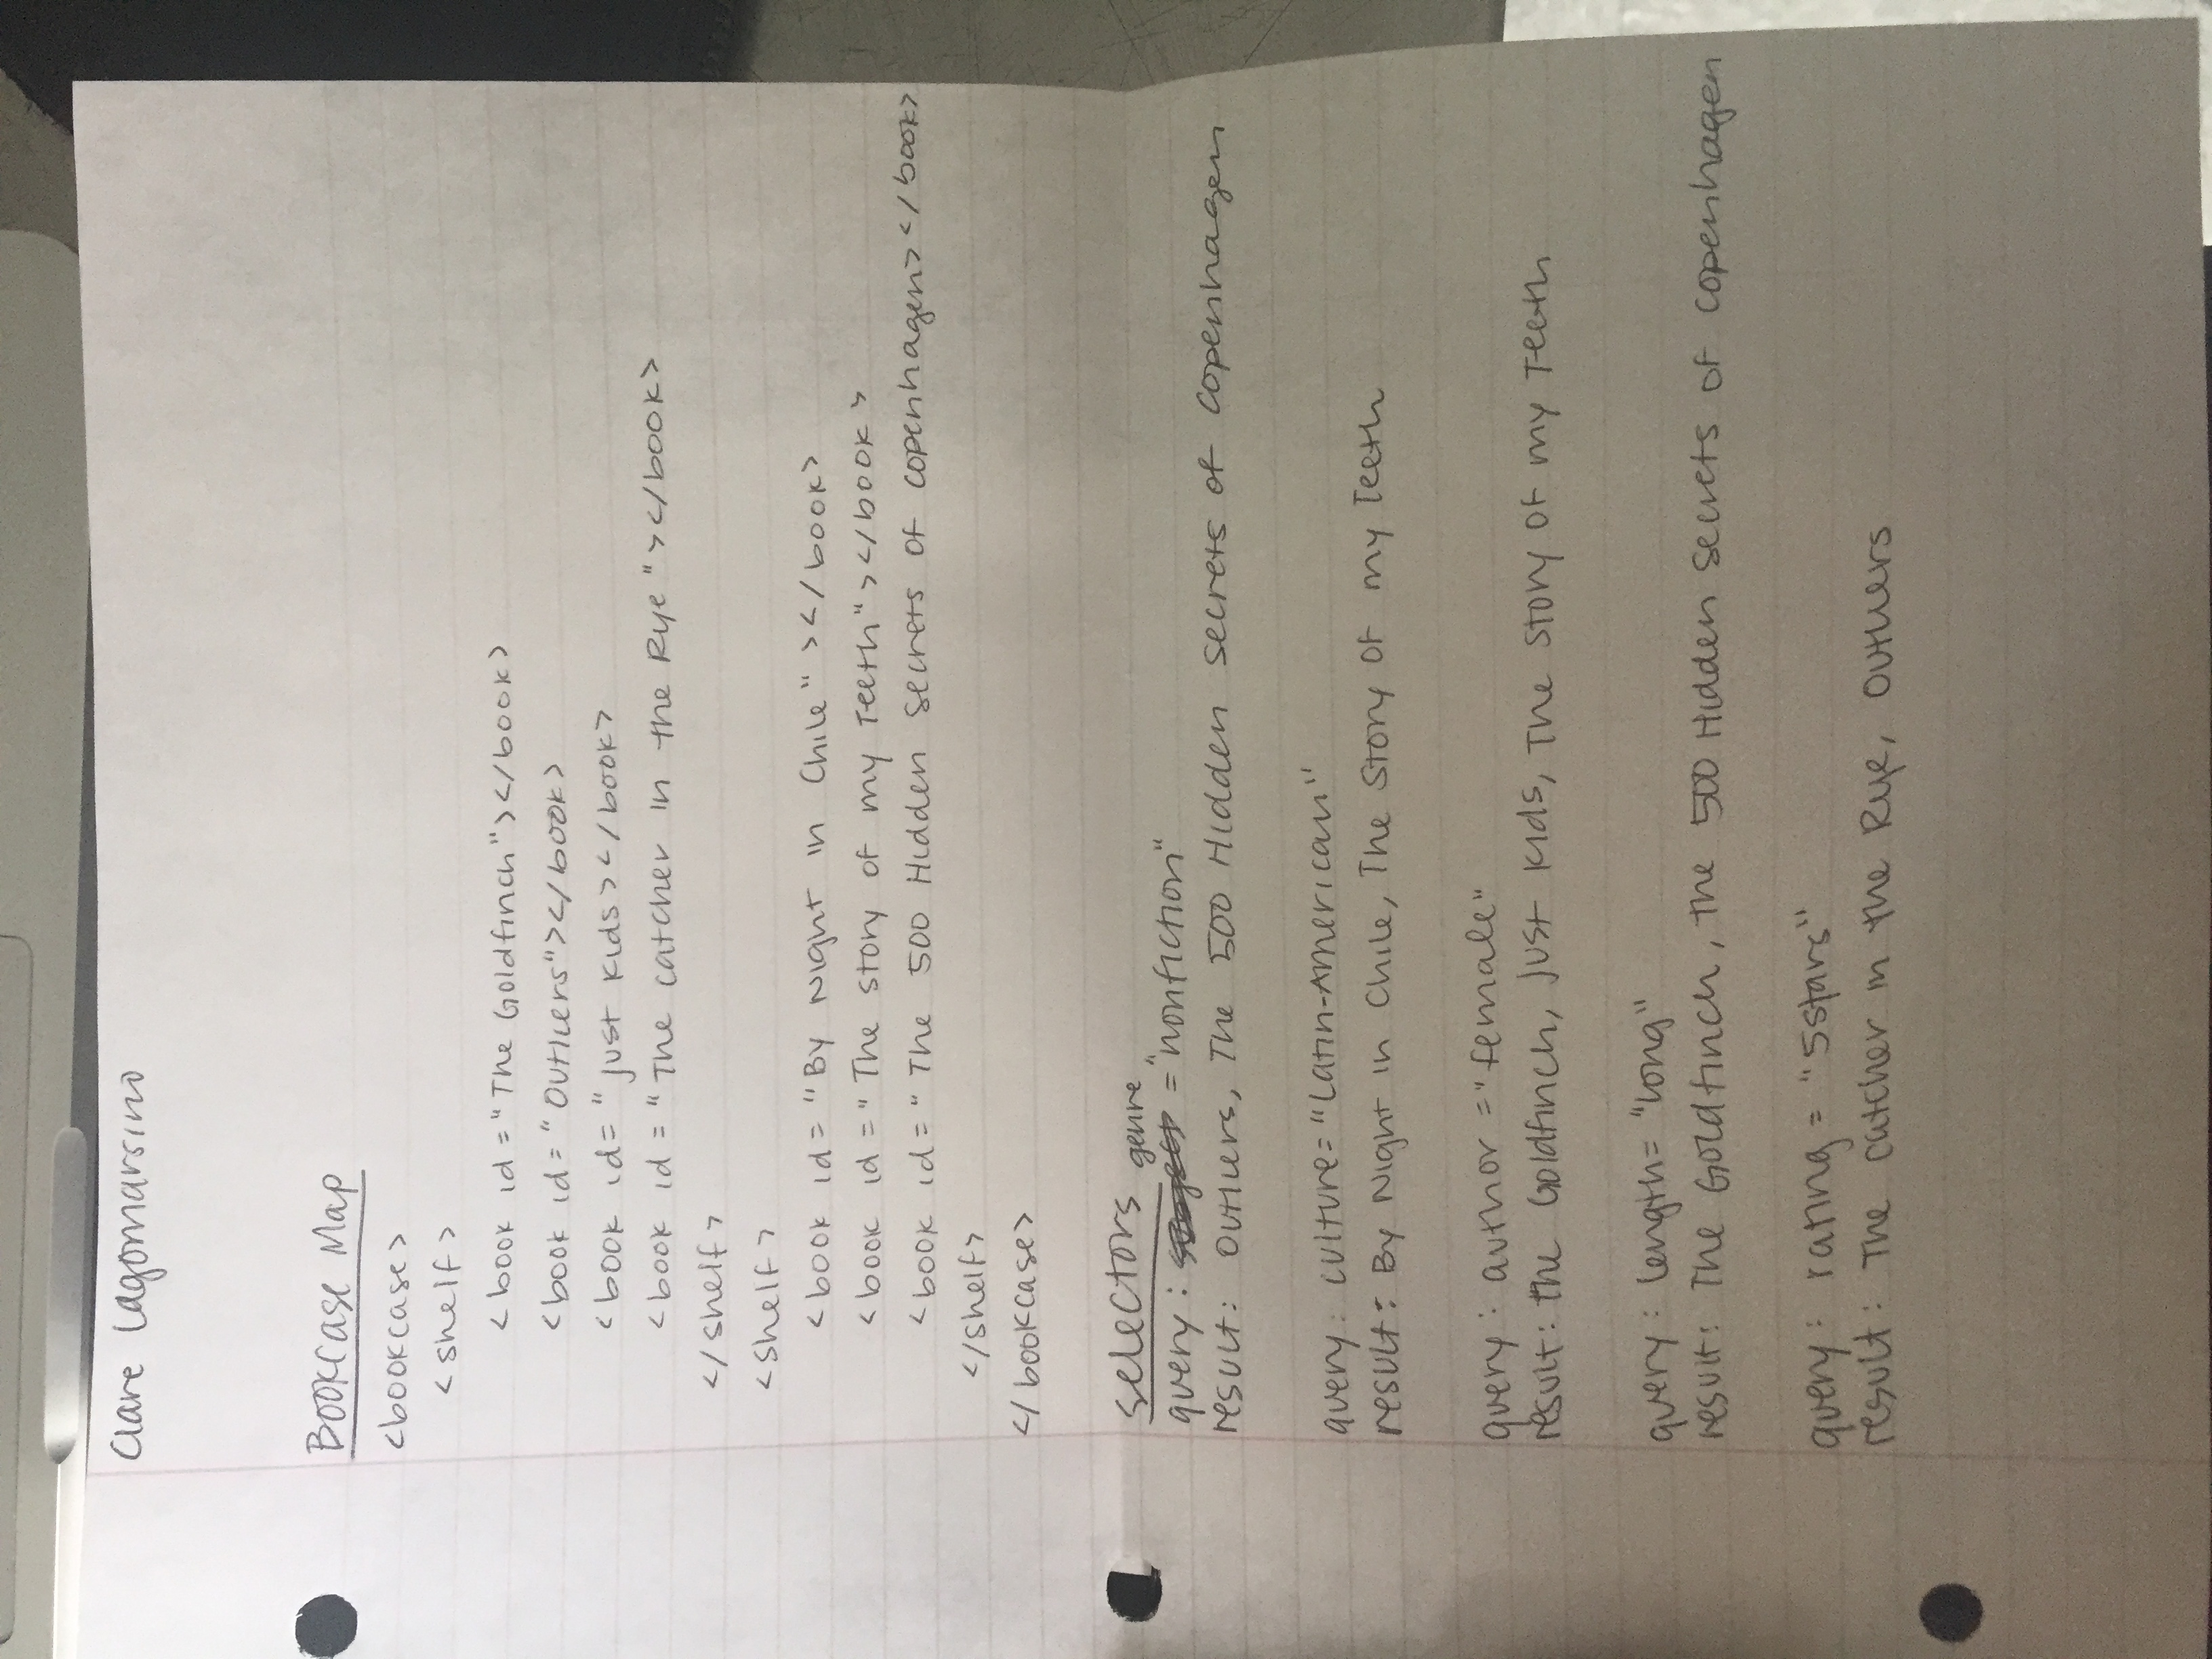 Clare Lagomarsino
Bookcase Map
<bookcase>
<shelf>
<book id="The Goldfinch"></book>
<book id="Outliers"></book>
<book id="Just Kids></book>
<book id="The Catcher in the Rye"></book>
</shelf>
<shelf>
<book id="By Night in Chile"></book>
<book id="The Story of my Teeth"></book>
<book id="The 500 Hidden Secrets of Copenhagen></book>
</shelf>
</bookcase>
Selectors
query: genre="nonfiction"
result: Outliers, The 500 Hidden Secrets of Copenhagen
query: culture="Latin-American"
result: By Night in Chile, The Story of my Teeth
query: author="female"
result: The Goldfinch, Just Kids, The Story of my Teeth
query: length="long"
result: The Goldfinch, The 500 Hidden Secrets of Copenhagen
query: rating="5stars"
result: The Catcher in the Rye, Outliers